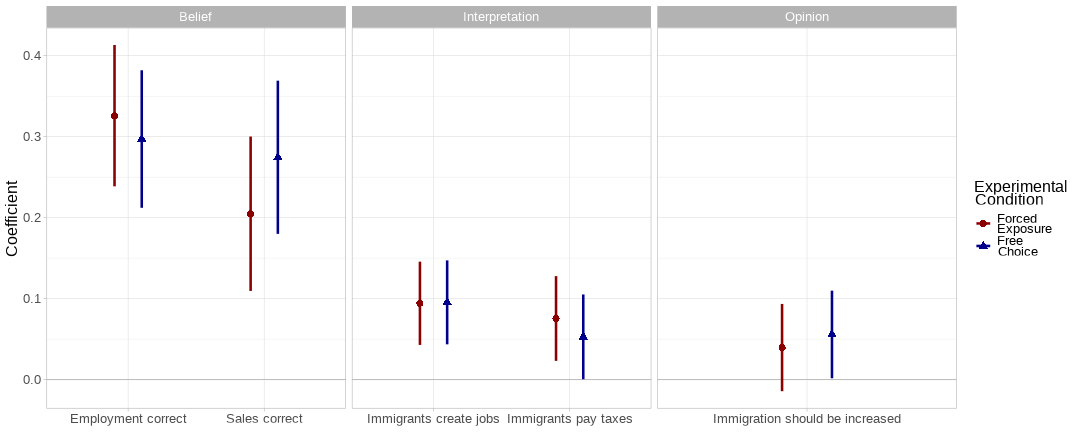 Belief
Interpretation
Opinion
Coefficient
0.4
0.3
0.2
0.1
0.0
Employment correct
Sales correct
Immigrants create jobs
Immigrants pay taxes
Immigration should be increased
Experimental
Condition
Forced
Exposure
Free
Choice